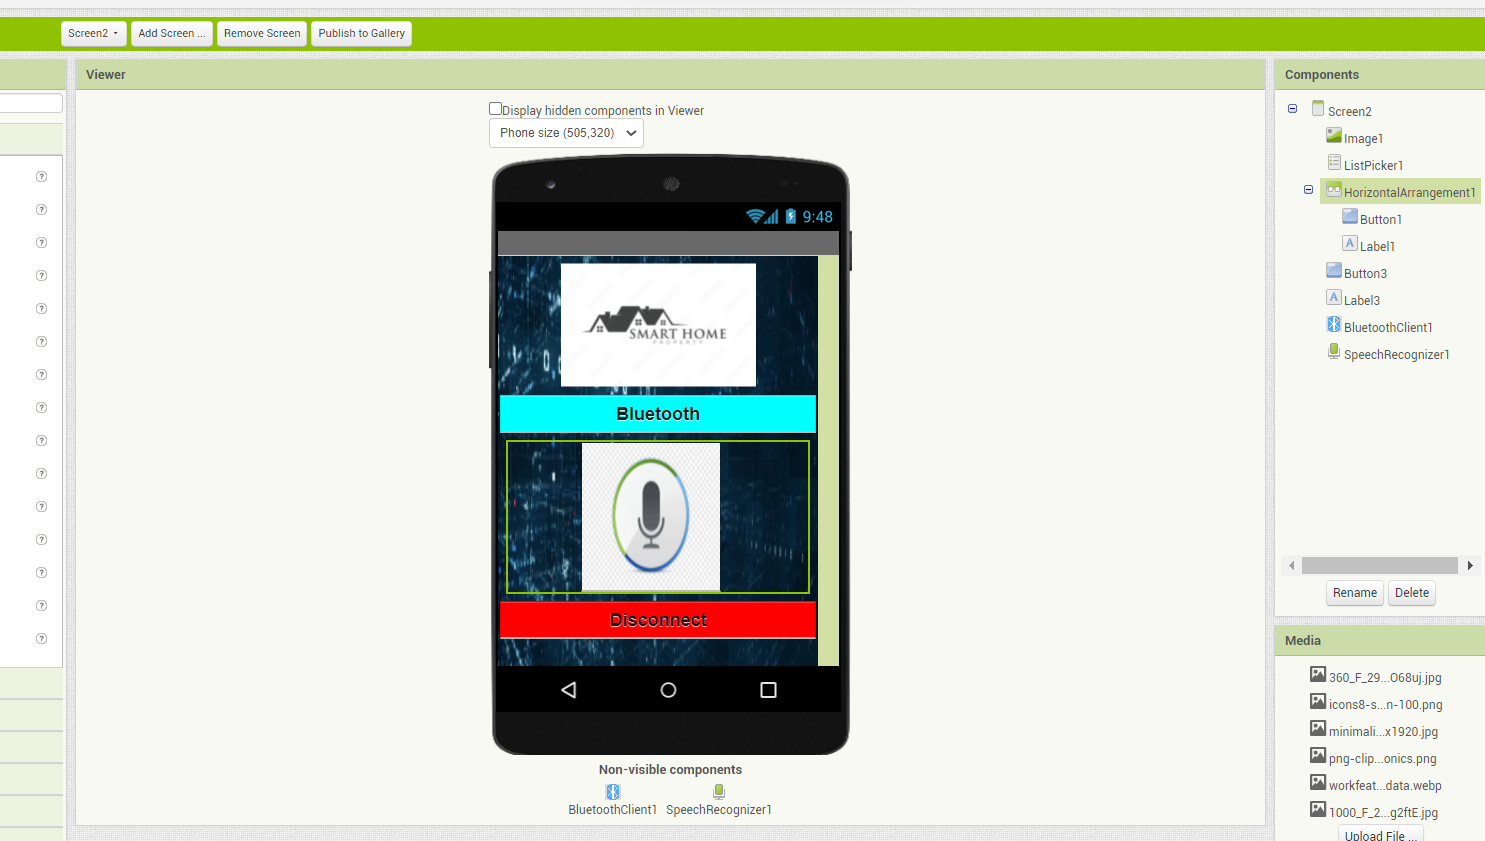 Screen2
Add Screen ...
Remove Screen
Publish to Gallery
Viewer
Display hidden components in Viewer
Phone size (505,320)
9:48
SMART HOME
PROPERTY
Bluetooth
Disconnect
Non-visible components
BluetoothClient1
SpeechRecognizer1
Components
Screen2
Image1
ListPicker1
HorizontalArrangement1
Button1
A Label1
Button3
A Label3
BluetoothClient1
SpeechRecognizer1
Rename
Delete
Media
360_F_29...O68uj.jpg
icons8-s...n-100.png
minimali...x1920.jpg
png-clip...onics.png
workfeat...data.webp
1000_F_2...g2ftE.jpg
Upload File ...